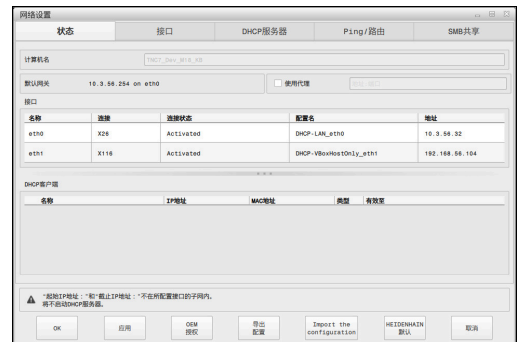 网络设置
状态 接口 DHCP服务器 Ping/路由 SMB共享
计算机名
默认网关 10.3.56.254 on eth0 使用代理
接口
名称 连接 连接状态 配置名 地址
eth0 X26 Activated DHCP-LAN_eth0 10.3.56.32
eth1 X116 Activated DHCP-VBoxHostOnly_eth1 192.168.56.104
DHCP客户端
名称 IP地址 MAC地址 类型 有效至
"起始IP地址："和"截止IP地址："不在所配置接口的子网内。
将不启动DHCP服务器。
OK 应用 OEM 授权 导出 配置 Import the configuration HEIDENHAIN 默认 取消